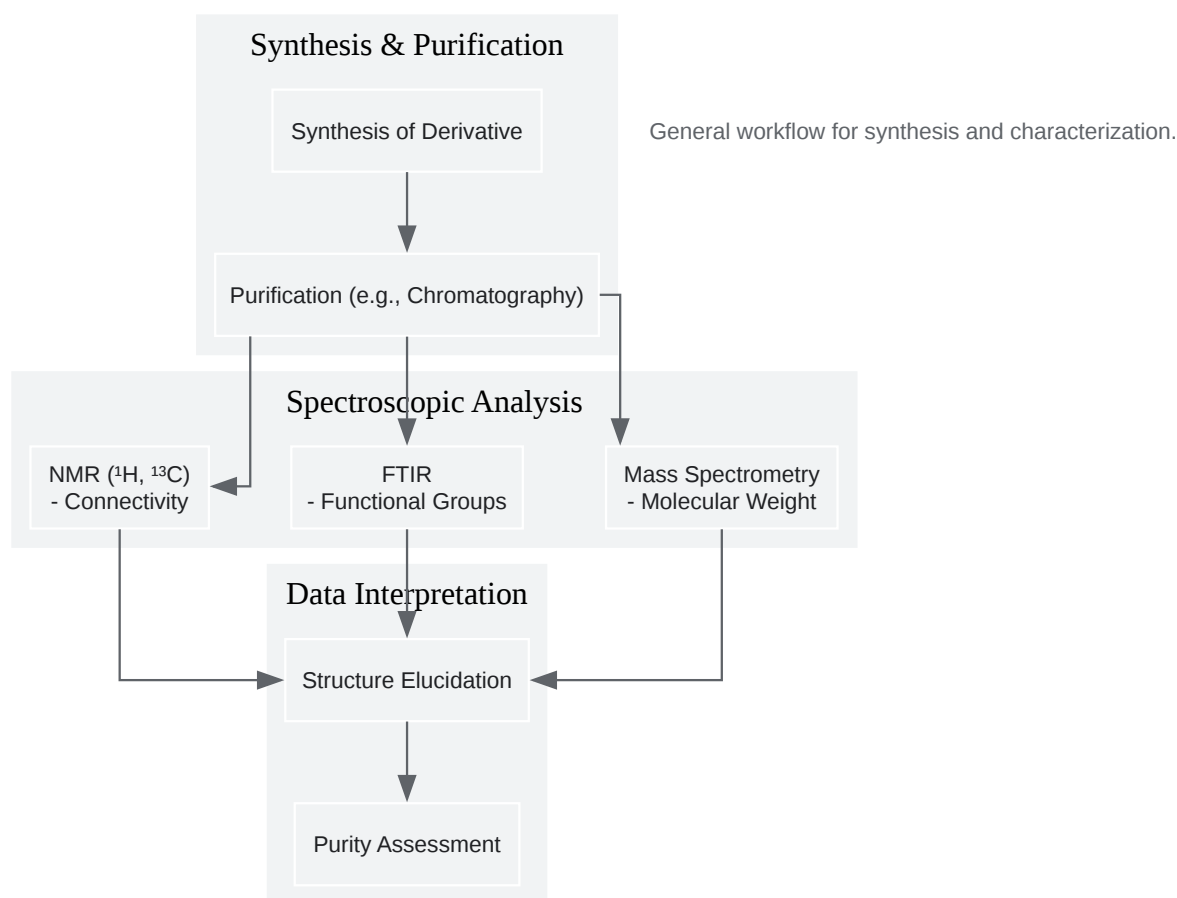 Synthesis & Purification
Synthesis of Derivative
General workflow for synthesis and characterization.
Purification (e.g., Chromatography)
Spectroscopic Analysis
NMR (¹H, ¹³C)
- Connectivity
FTIR
- Functional Groups
Mass Spectrometry
- Molecular Weight
Data Interpretation
Structure Elucidation
Purity Assessment